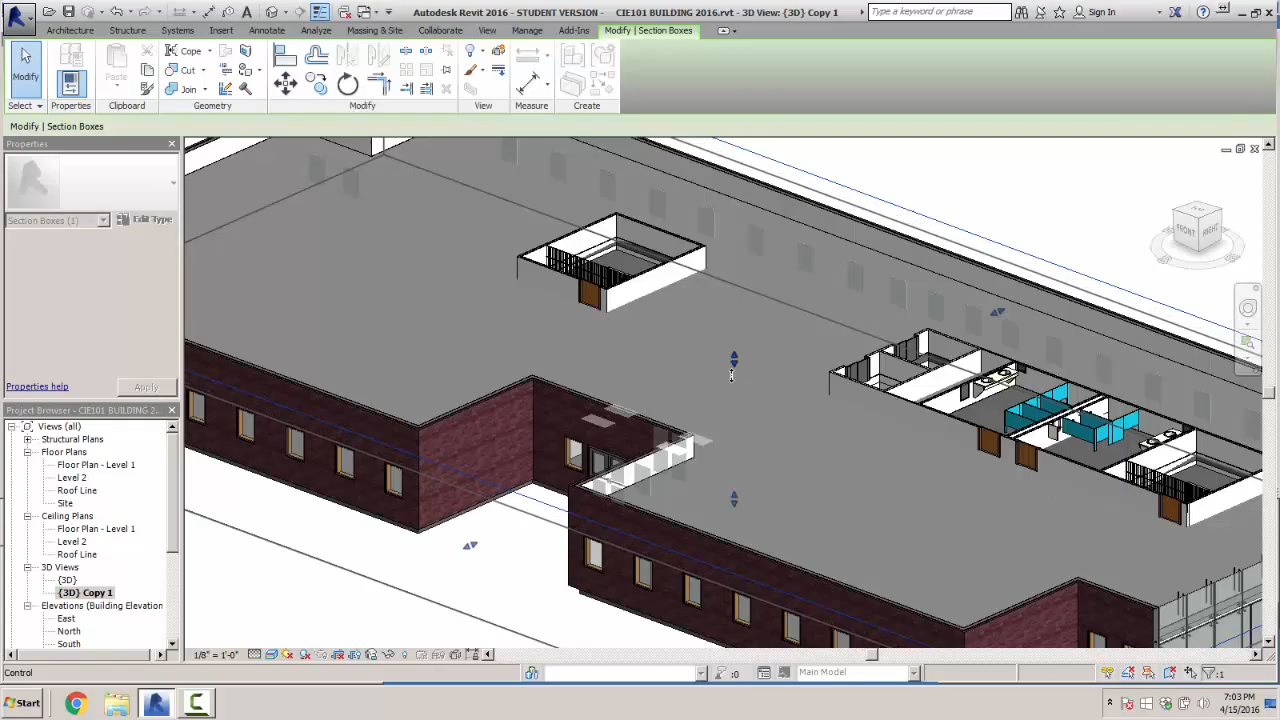 Autodesk Revit 2016 - STUDENT VERSION -    CIE101 BUILDING 2016.rvt - 3D View: {3D} Copy 1
Type a keyword or phrase
Sign In
Architecture Structure Systems Insert Annotate Analyze Massing & Site Collaborate View Manage Add-Ins Modify | Section Boxes
Modify Paste Cope Cut Join
Select Properties Clipboard Geometry Modify View Measure Create
Modify | Section Boxes
Properties
Section Boxes (1) Edit Type
Properties help Apply
Project Browser - CIE101 BUILDING 2...
Views (all)
Structural Plans
Floor Plans
Floor Plan - Level 1
Level 2
Roof Line
Site
Ceiling Plans
Floor Plan - Level 1
Level 2
Roof Line
3D Views
{3D}
{3D} Copy 1
Elevations (Building Elevation
East
North
South
FRONT RIGHT
1/8" = 1'-0"
Control :0 Main Model :1
Start 7:03 PM
4/15/2016